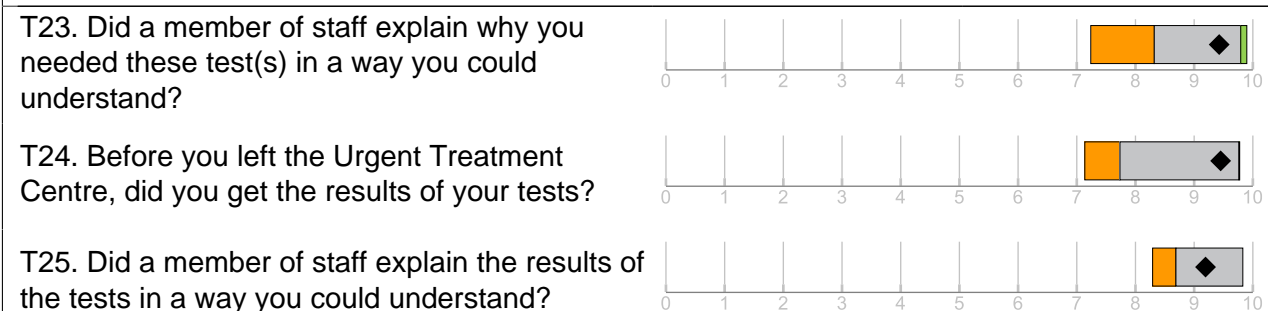 T23. Did a member of staff explain why you
needed these test(s) in a way you could
understand?
0 1 2 3 4 5 6 7 8 9 10
T24. Before you left the Urgent Treatment
Centre, did you get the results of your tests?
0 1 2 3 4 5 6 7 8 9 10
T25. Did a member of staff explain the results of
the tests in a way you could understand?
0 1 2 3 4 5 6 7 8 9 10